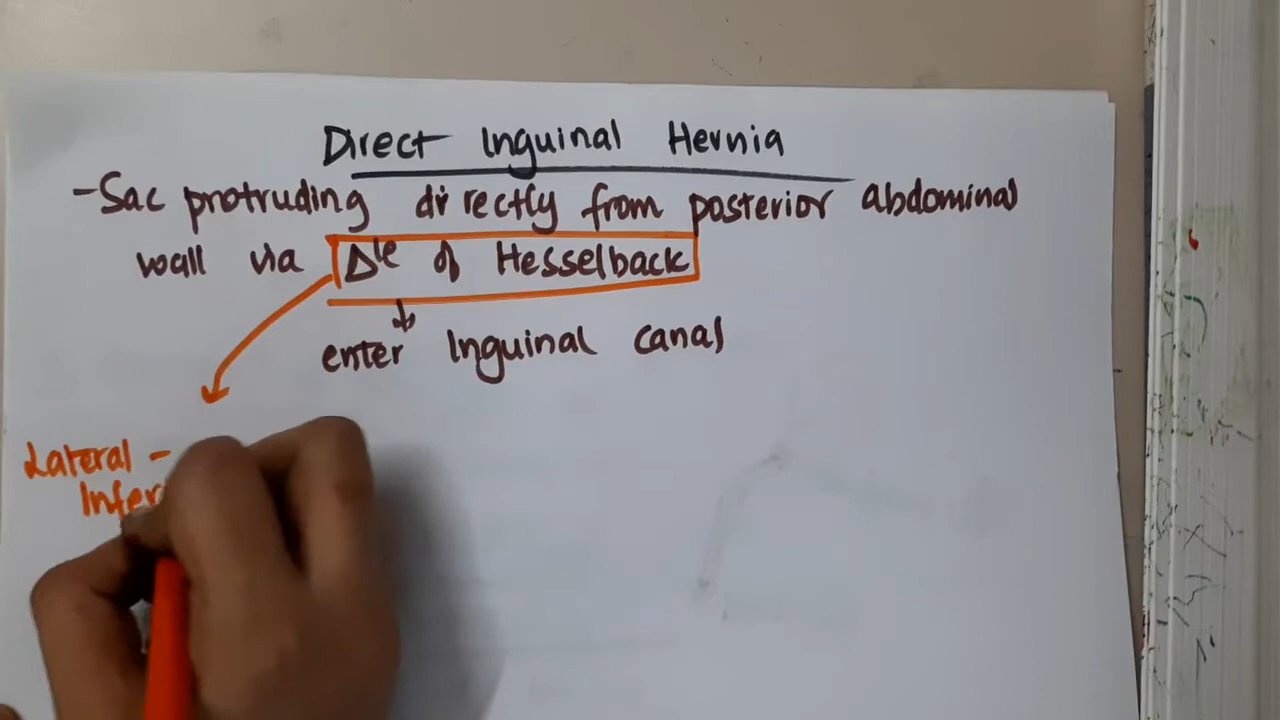 Direct Inguinal Hernia
-Sac protruding directly from posterior abdominal
wall via Δle of Hesselback
enter Inguinal canal
Lateral -